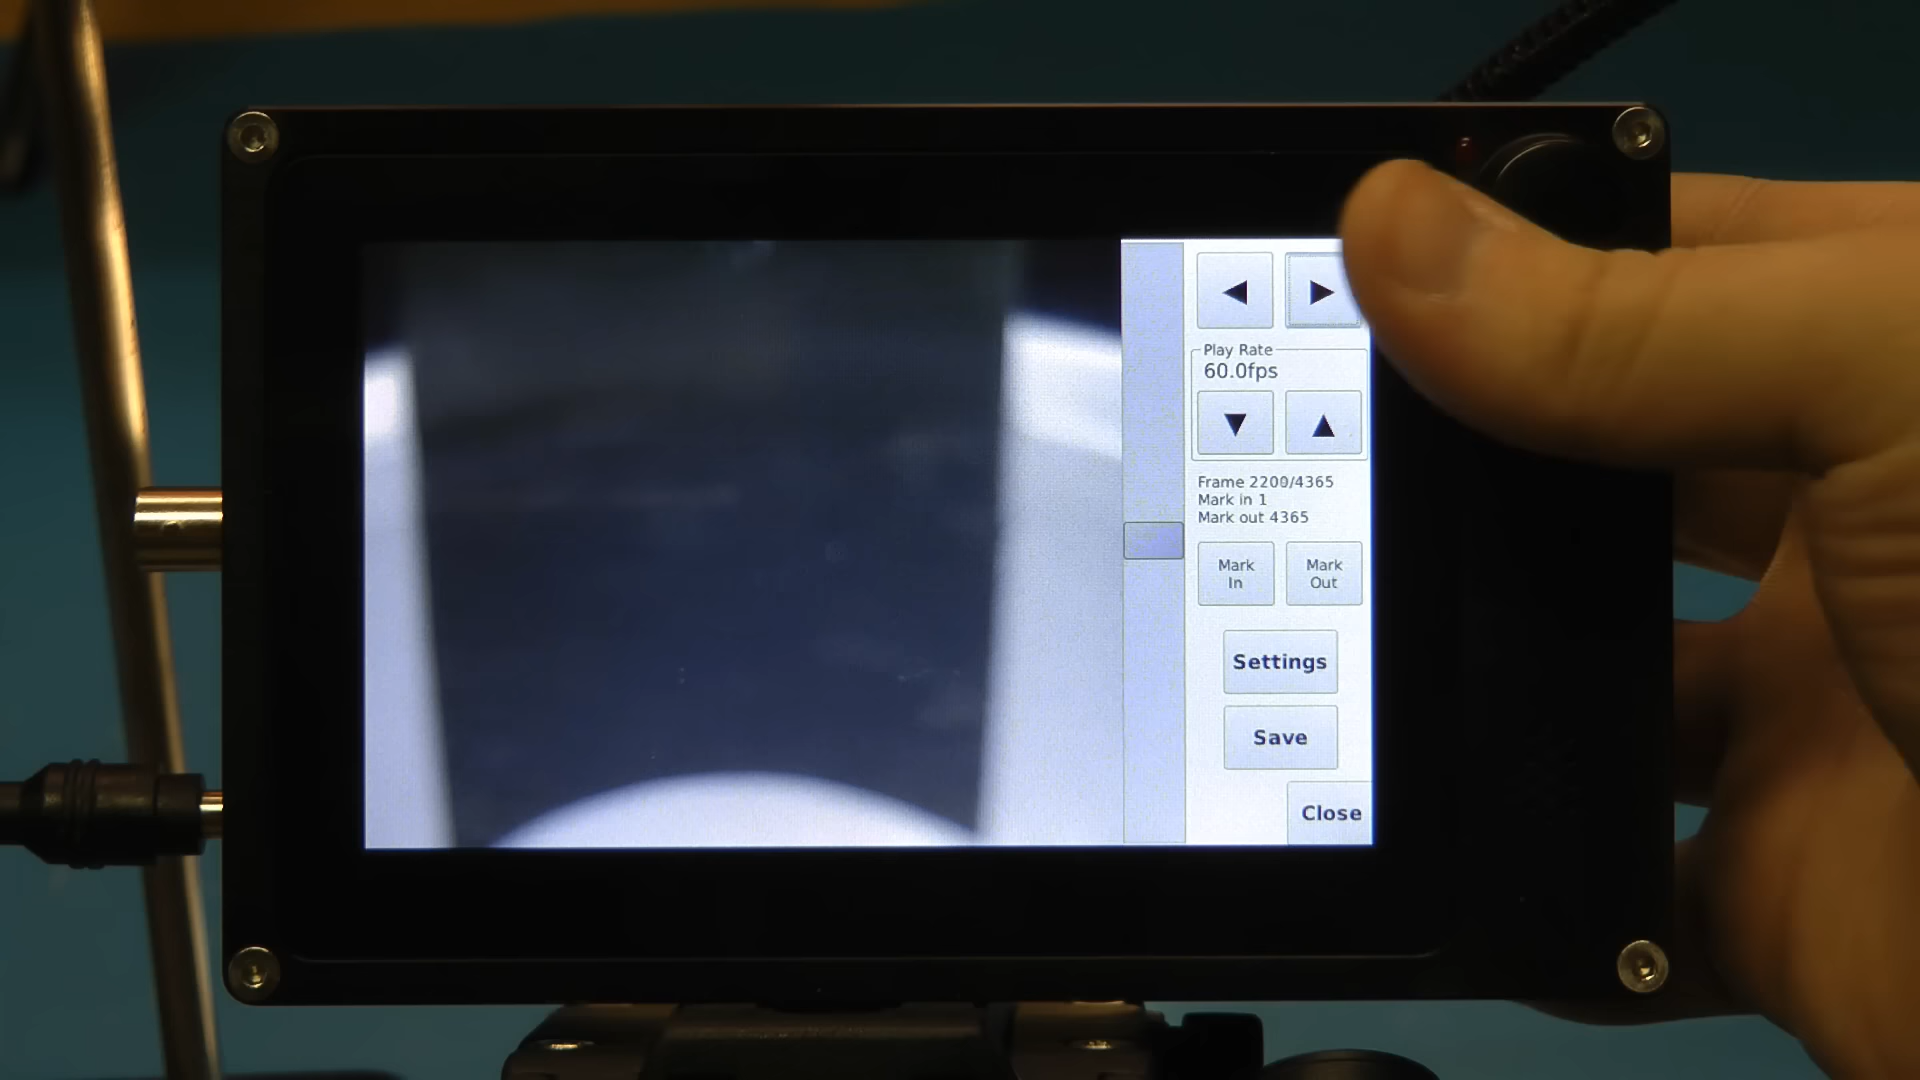 Play Rate
60.0fps
Frame 2200/4365
Mark in 1
Mark out 4365
Mark
In
Mark
Out
Settings
Save
Close